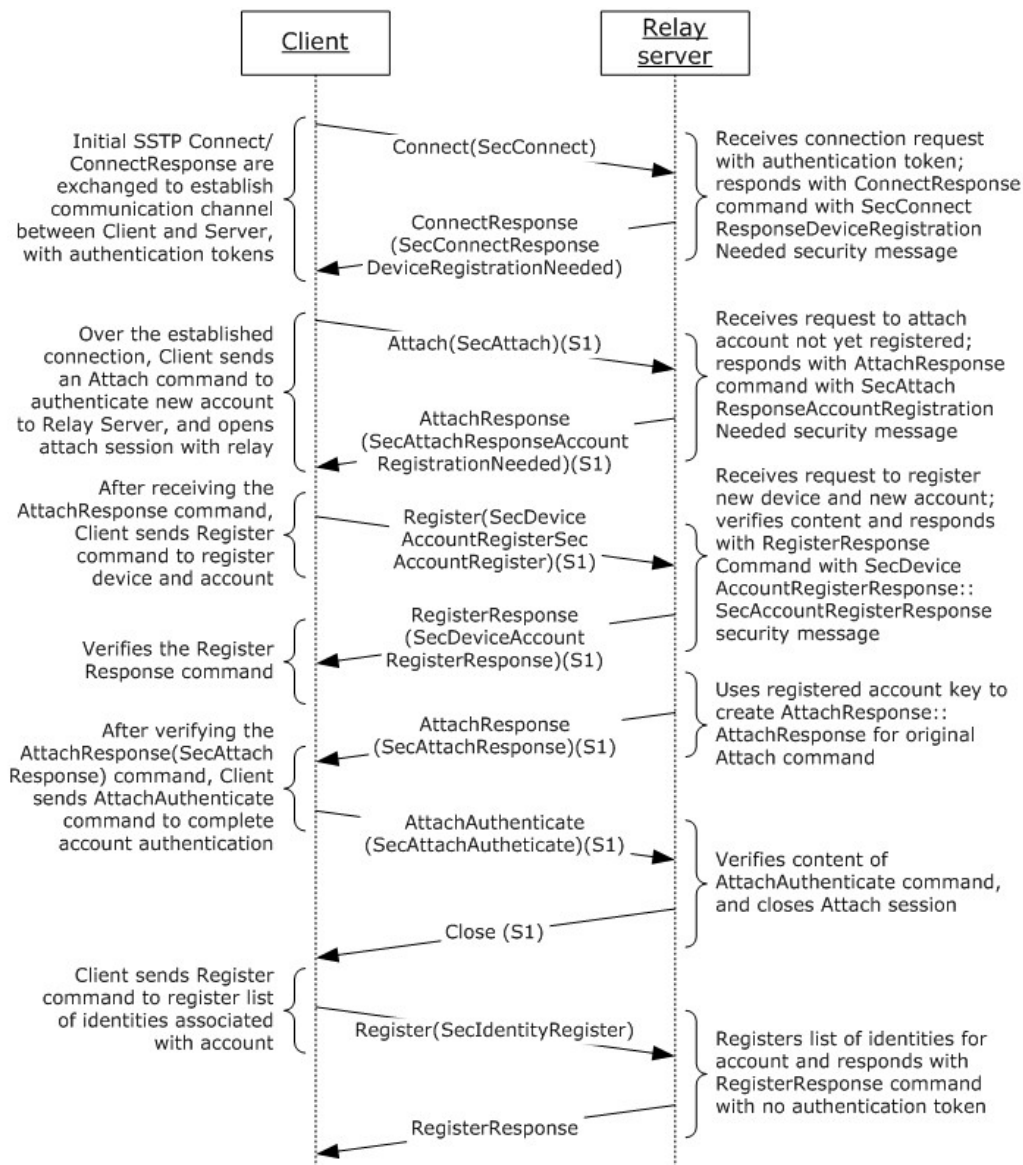 Client
Relay
server
Initial SSTP Connect/
ConnectResponse are
exchanged to establish
communication channel
between Client and Server,
with authentication tokens
Connect(SecConnect)
ConnectResponse
(SecConnectResponse
DeviceRegistrationNeeded)
Receives connection request
with authentication token;
responds with ConnectResponse
command with SecConnect
ResponseDeviceRegistration
Needed security message
Over the established
connection, Client sends
an Attach command to
authenticate new account
to Relay Server, and opens
attach session with relay
Attach(SecAttach)(S1)
AttachResponse
(SecAttachResponseAccount
RegistrationNeeded)(S1)
Receives request to attach
account not yet registered;
responds with AttachResponse
command with SecAttach
ResponseAccountRegistration
Needed security message
After receiving the
AttachResponse command,
Client sends Register
command to register
device and account
Register(SecDevice
AccountRegisterSec
AccountRegister)(S1)
Receives request to register
new device and new account;
verifies content and responds
with RegisterResponse
Command with SecDevice
AccountRegisterResponse::
SecAccountRegisterResponse
security message
Verifies the Register
Response command
RegisterResponse
(SecDeviceAccount
RegisterResponse)(S1)
After verifying the
AttachResponse(SecAttach
Response) command, Client
sends AttachAuthenticate
command to complete
account authentication
AttachResponse
(SecAttachResponse)(S1)
Uses registered account key to
create AttachResponse::
AttachResponse for original
Attach command
AttachAuthenticate
(SecAttachAutheticate)(S1)
Close (S1)
Verifies content of
AttachAuthenticate command,
and closes Attach session
Client sends Register
command to register list
of identities associated
with account
Register(SecIdentityRegister)
RegisterResponse
Registers list of identities for
account and responds with
RegisterResponse command
with no authentication token